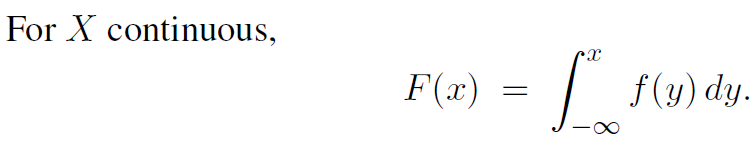 For X continuous,
F(x) = ∫_{-∞}^{x} f(y) dy.